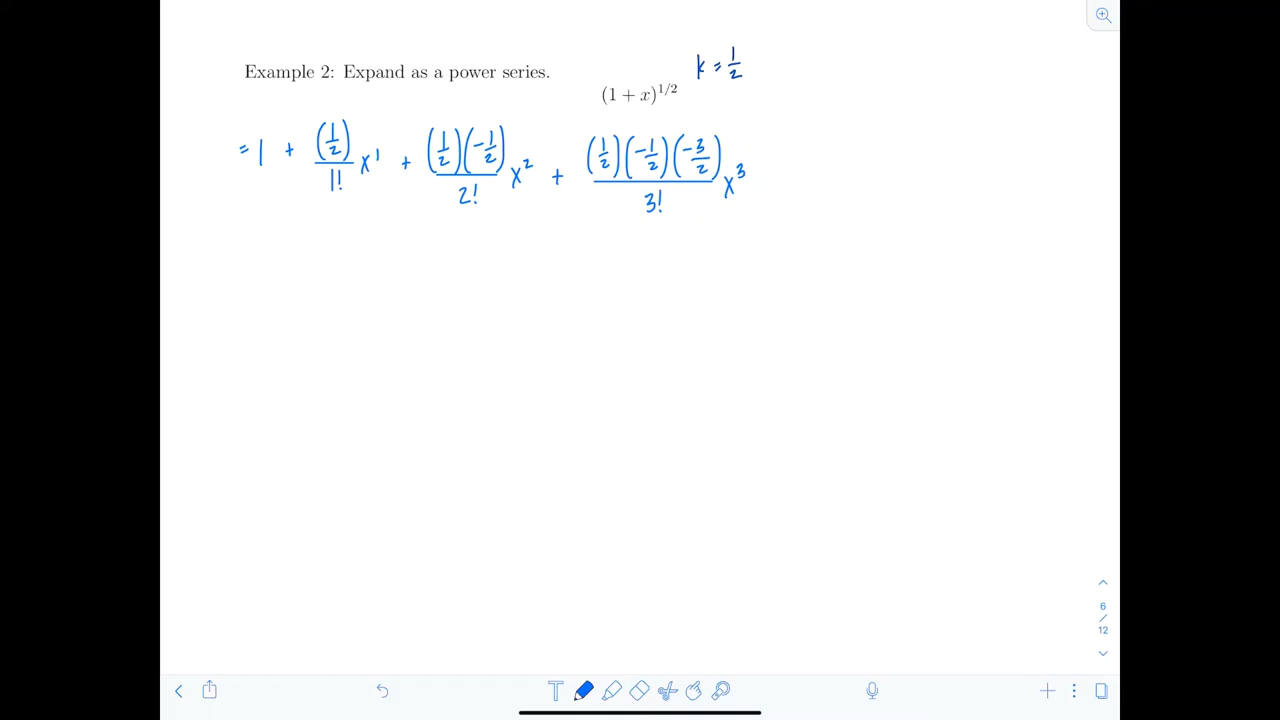 k = 1/2
Example 2: Expand as a power series.
(1 + x)^{1/2}
= 1 + (1/2)/1! x^1 + (1/2)(-1/2)/2! x^2 + (1/2)(-1/2)(-3/2)/3! x^3
6
/
12
T